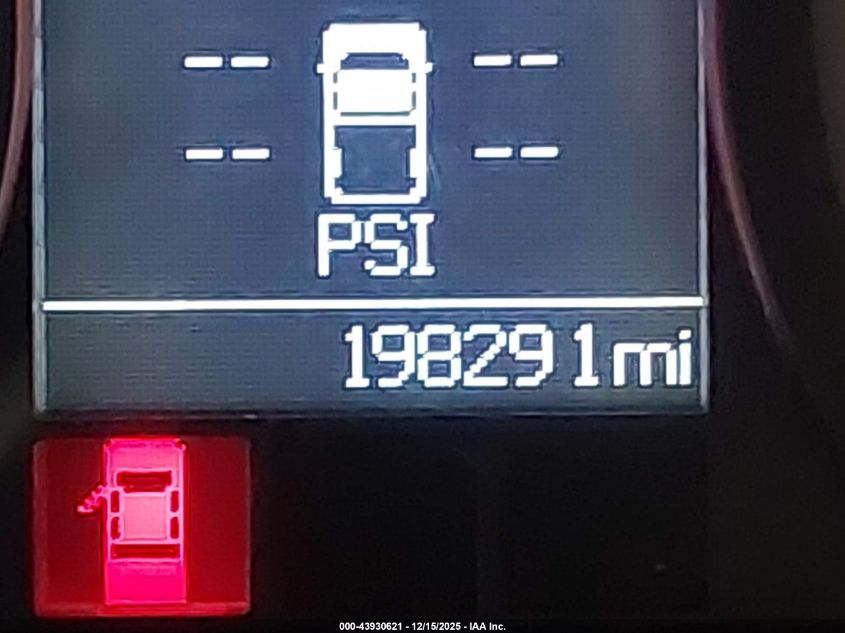 -- --
-- --
PSI
198291 mi
000-43930621 - 12/15/2025 - IAA Inc.